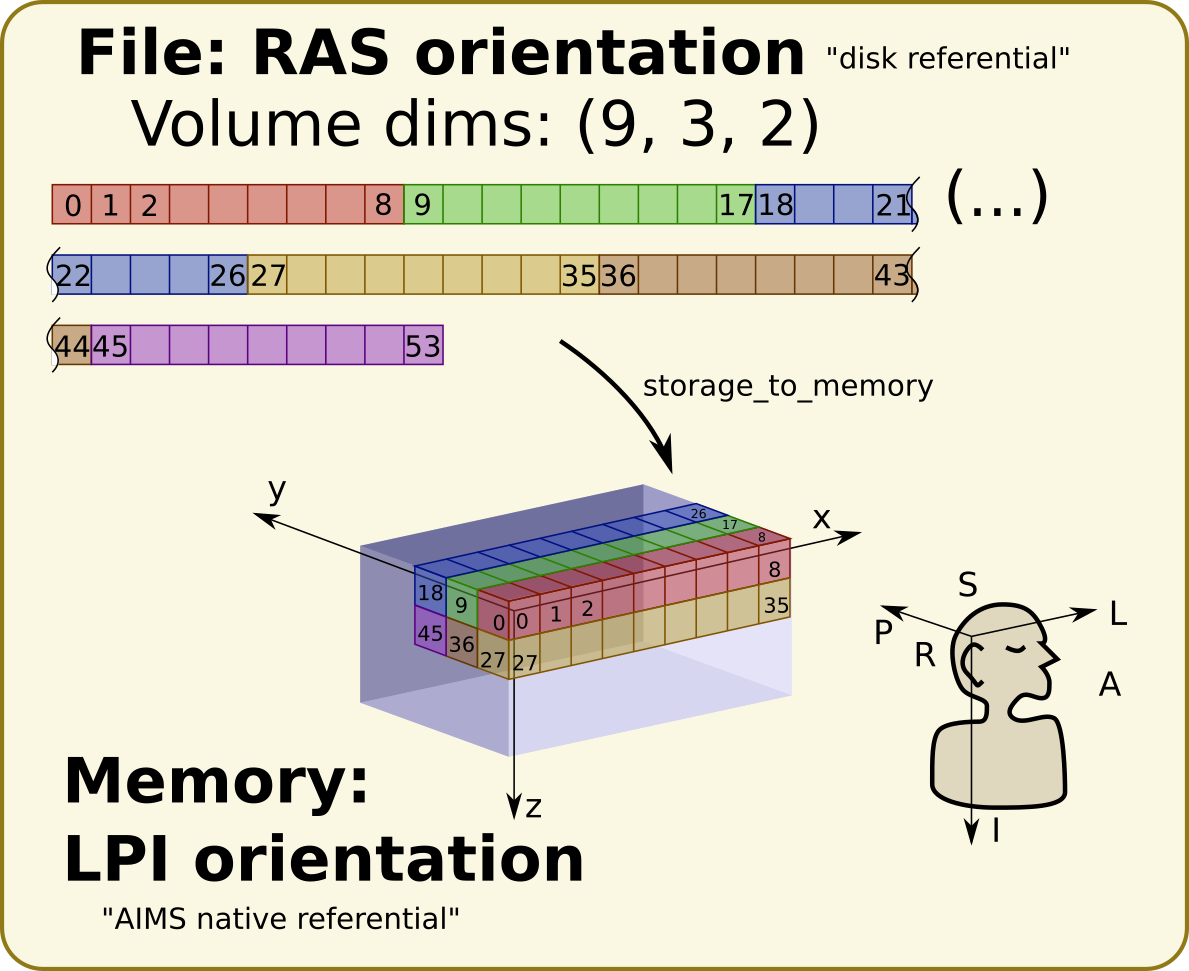 File: RAS orientation "disk referential"
Volume dims: (9, 3, 2)
0 1 2 8 9 17 18 21 (...)
22 26 27 35 36 43
44 45 53
storage_to_memory
y
x
26
17
8
18 9 0 0 1 2 8
45 36 27 27 35
z
S
P R L
A
I
Memory:
LPI orientation
"AIMS native referential"